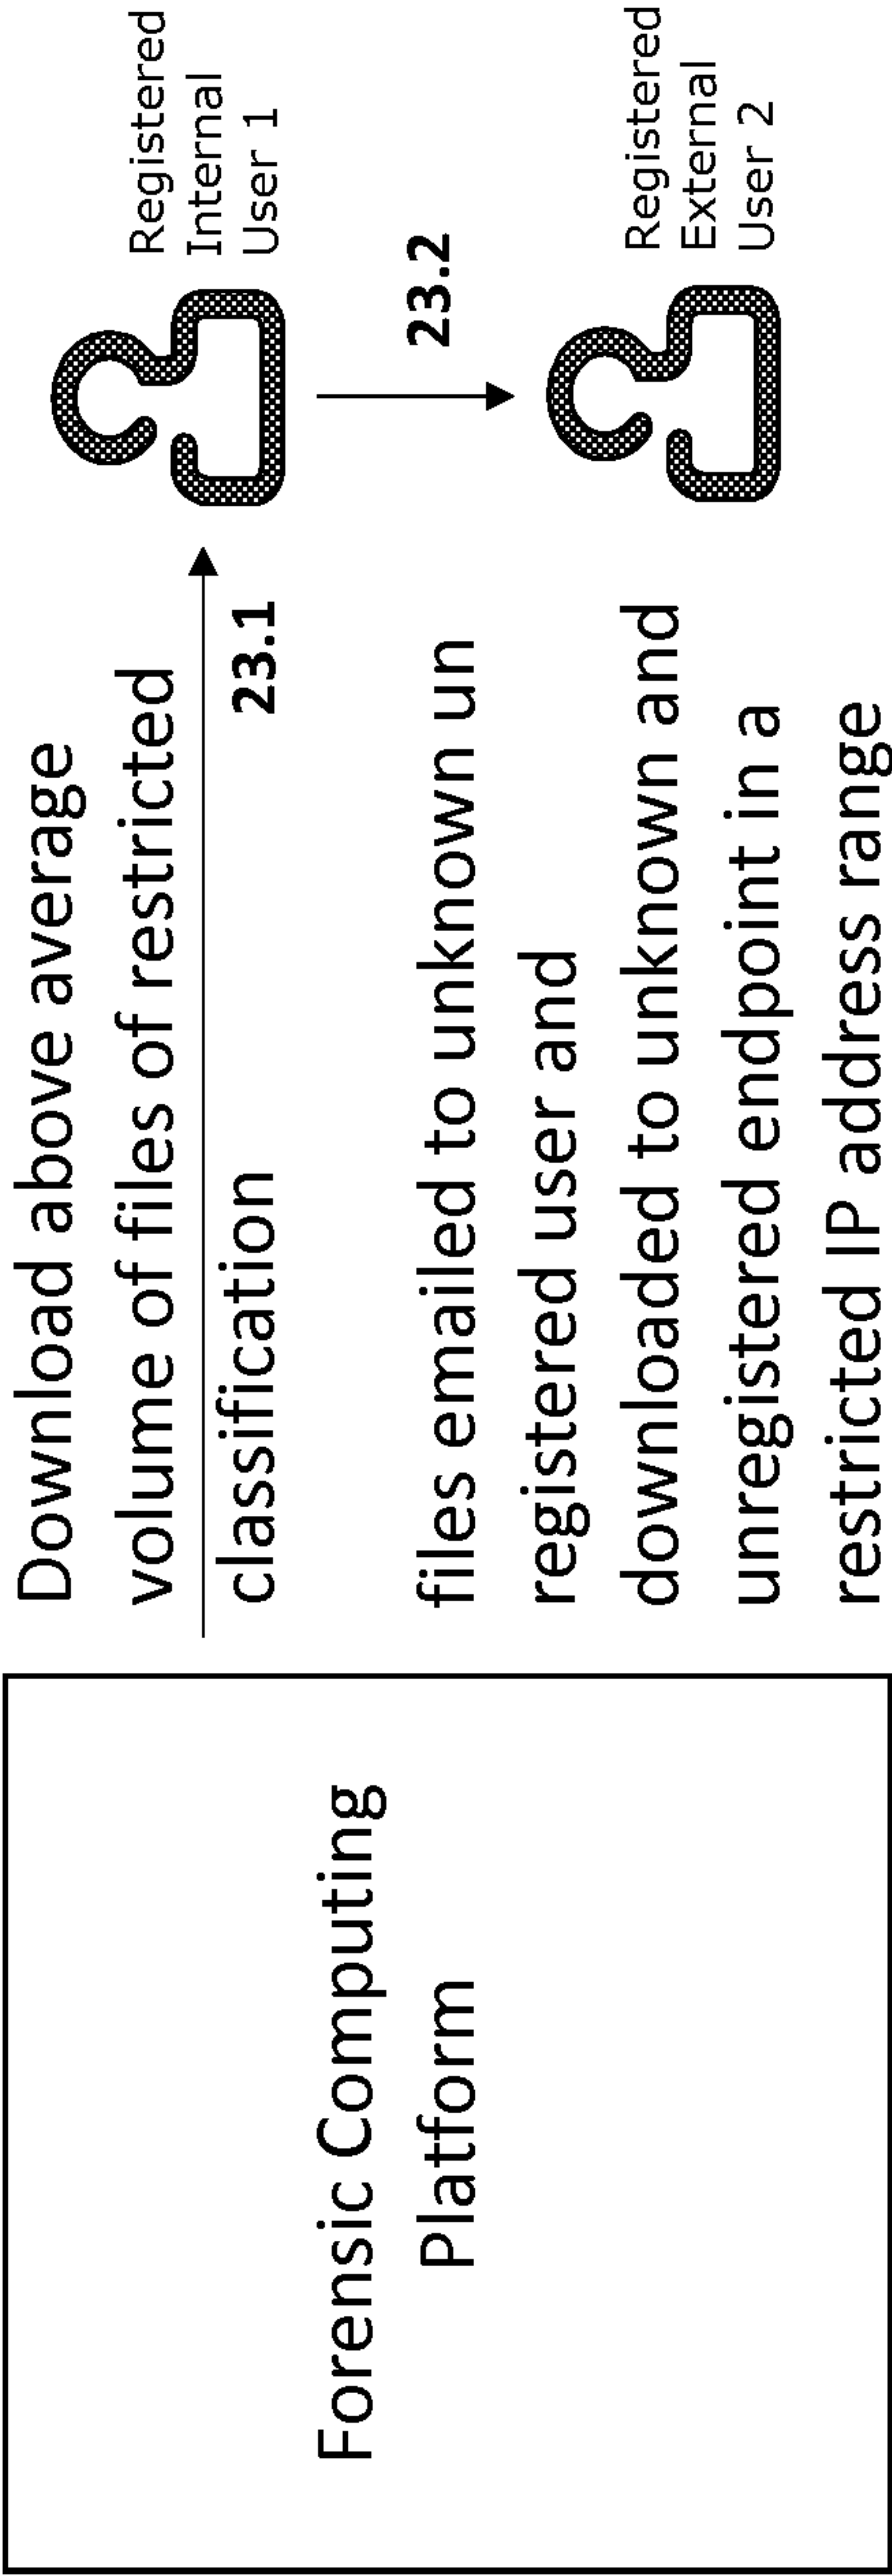 Forensic Computing
Platform
Download above average
volume of files of restricted
classification
23.1
Registered
Internal
User 1
23.2
files emailed to unknown un
registered user and
downloaded to unknown and
unregistered endpoint in a
restricted IP address range
Registered
External
User 2